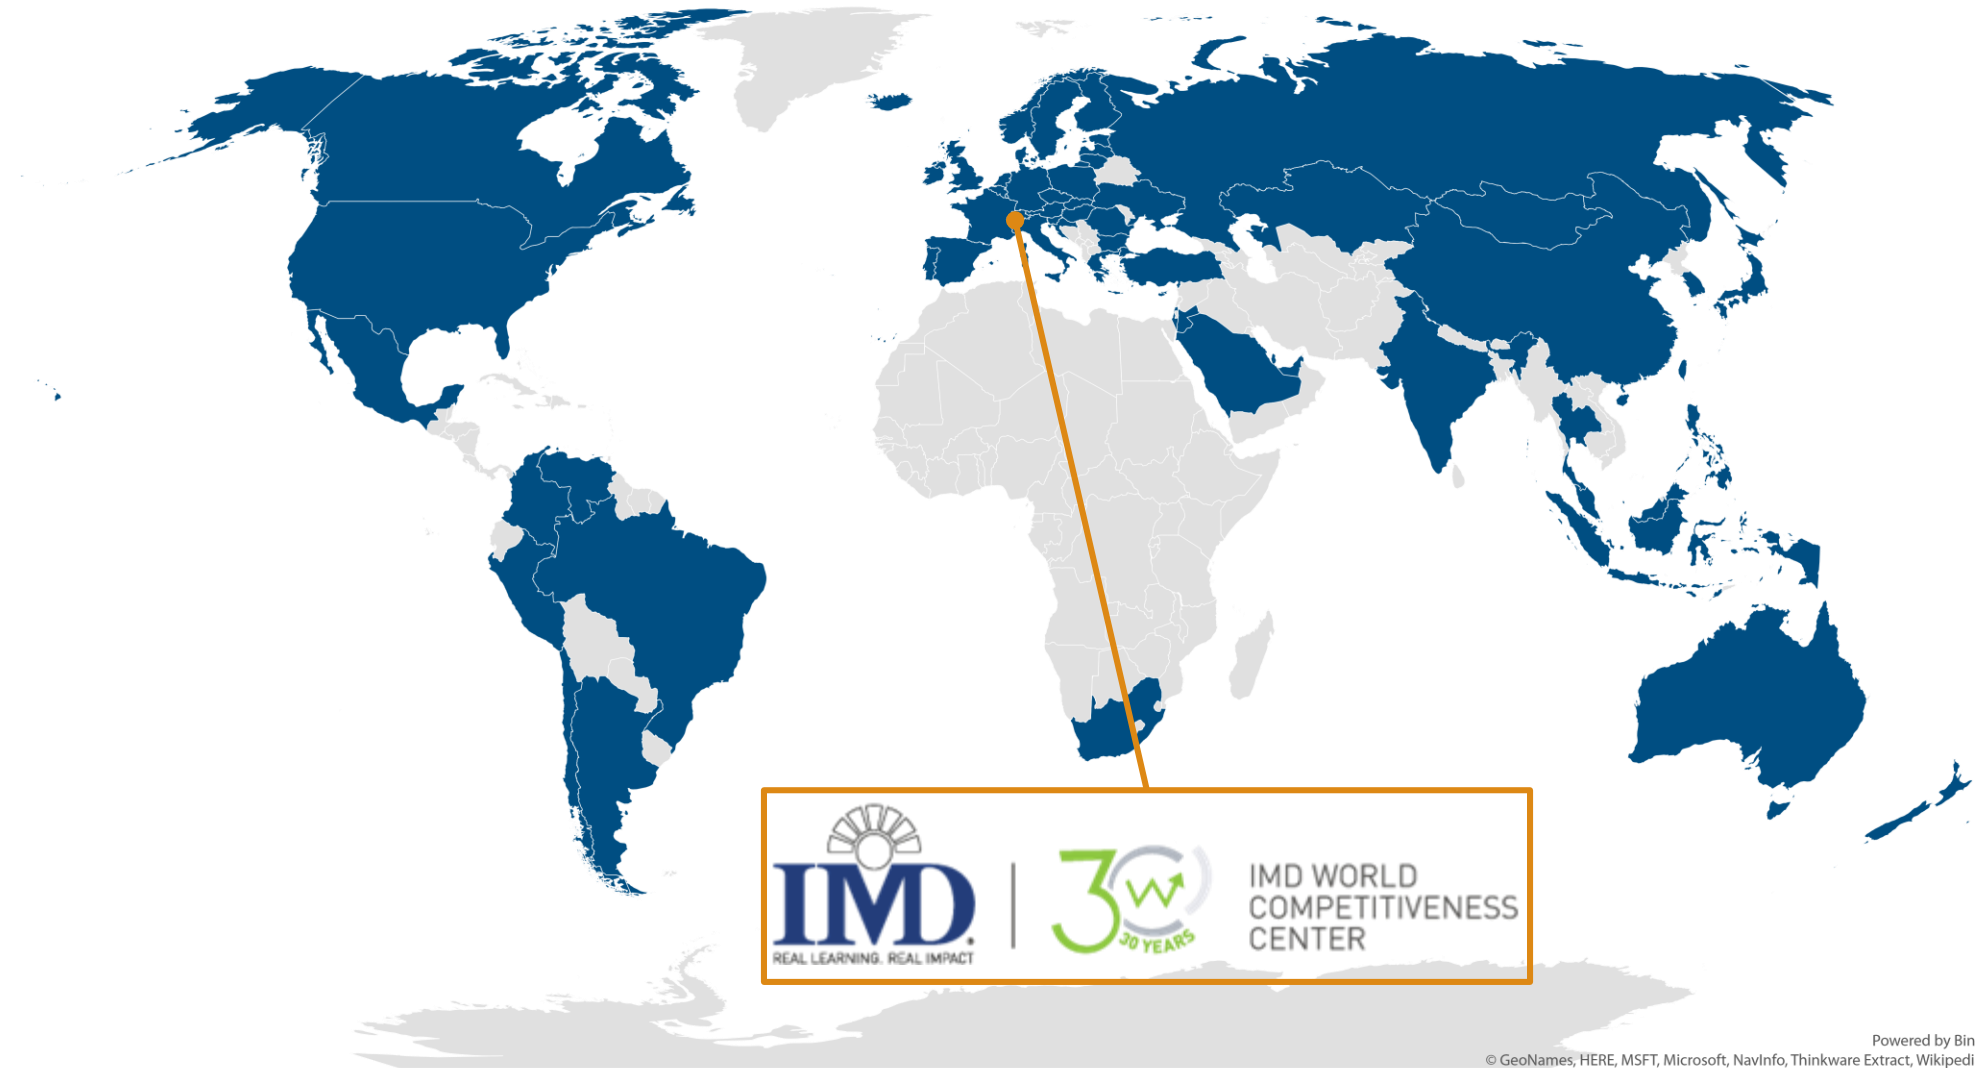 IMD®
REAL LEARNING. REAL IMPACT
30
30 YEARS
IMD WORLD
COMPETITIVENESS
CENTER
Powered by Bin
© GeoNames, HERE, MSFT, Microsoft, NavInfo, Thinkware Extract, Wikipedi